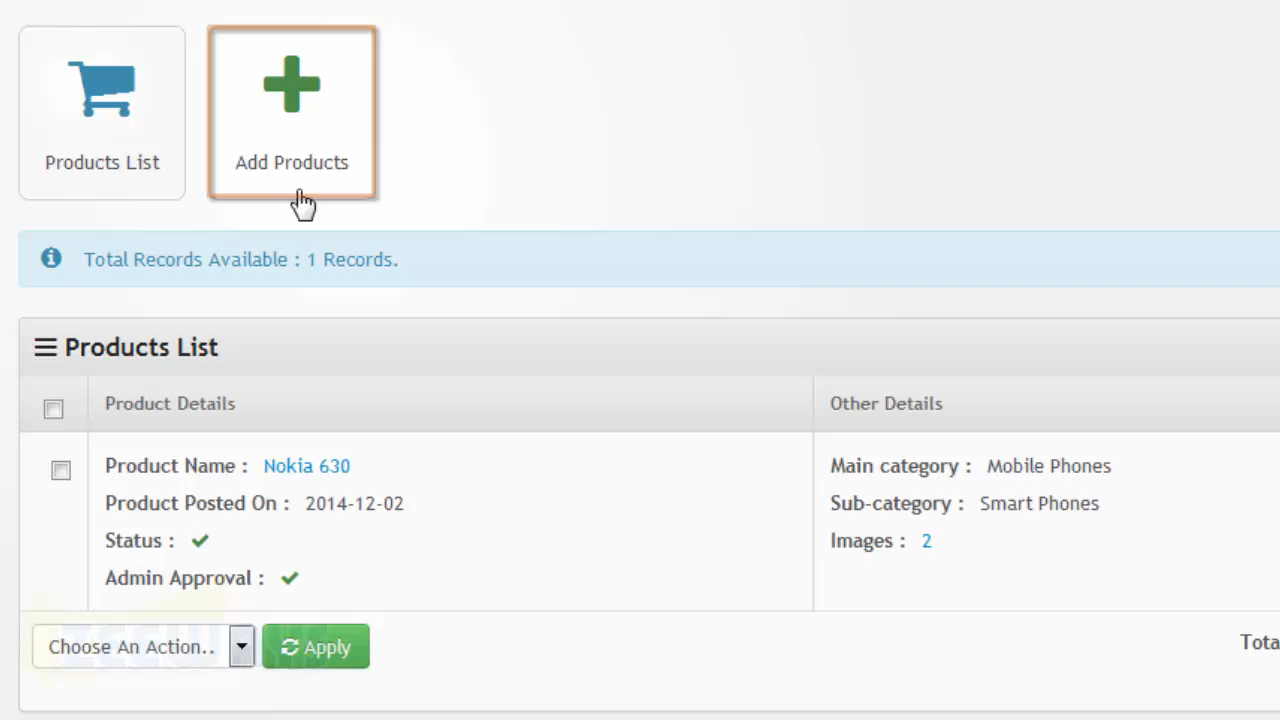 Products List
Add Products
Total Records Available : 1 Records.
Products List
Product Details
Other Details
Product Name : Nokia 630
Main category : Mobile Phones
Product Posted On : 2014-12-02
Sub-category : Smart Phones
Status :
Images : 2
Admin Approval :
Choose An Action..
Apply